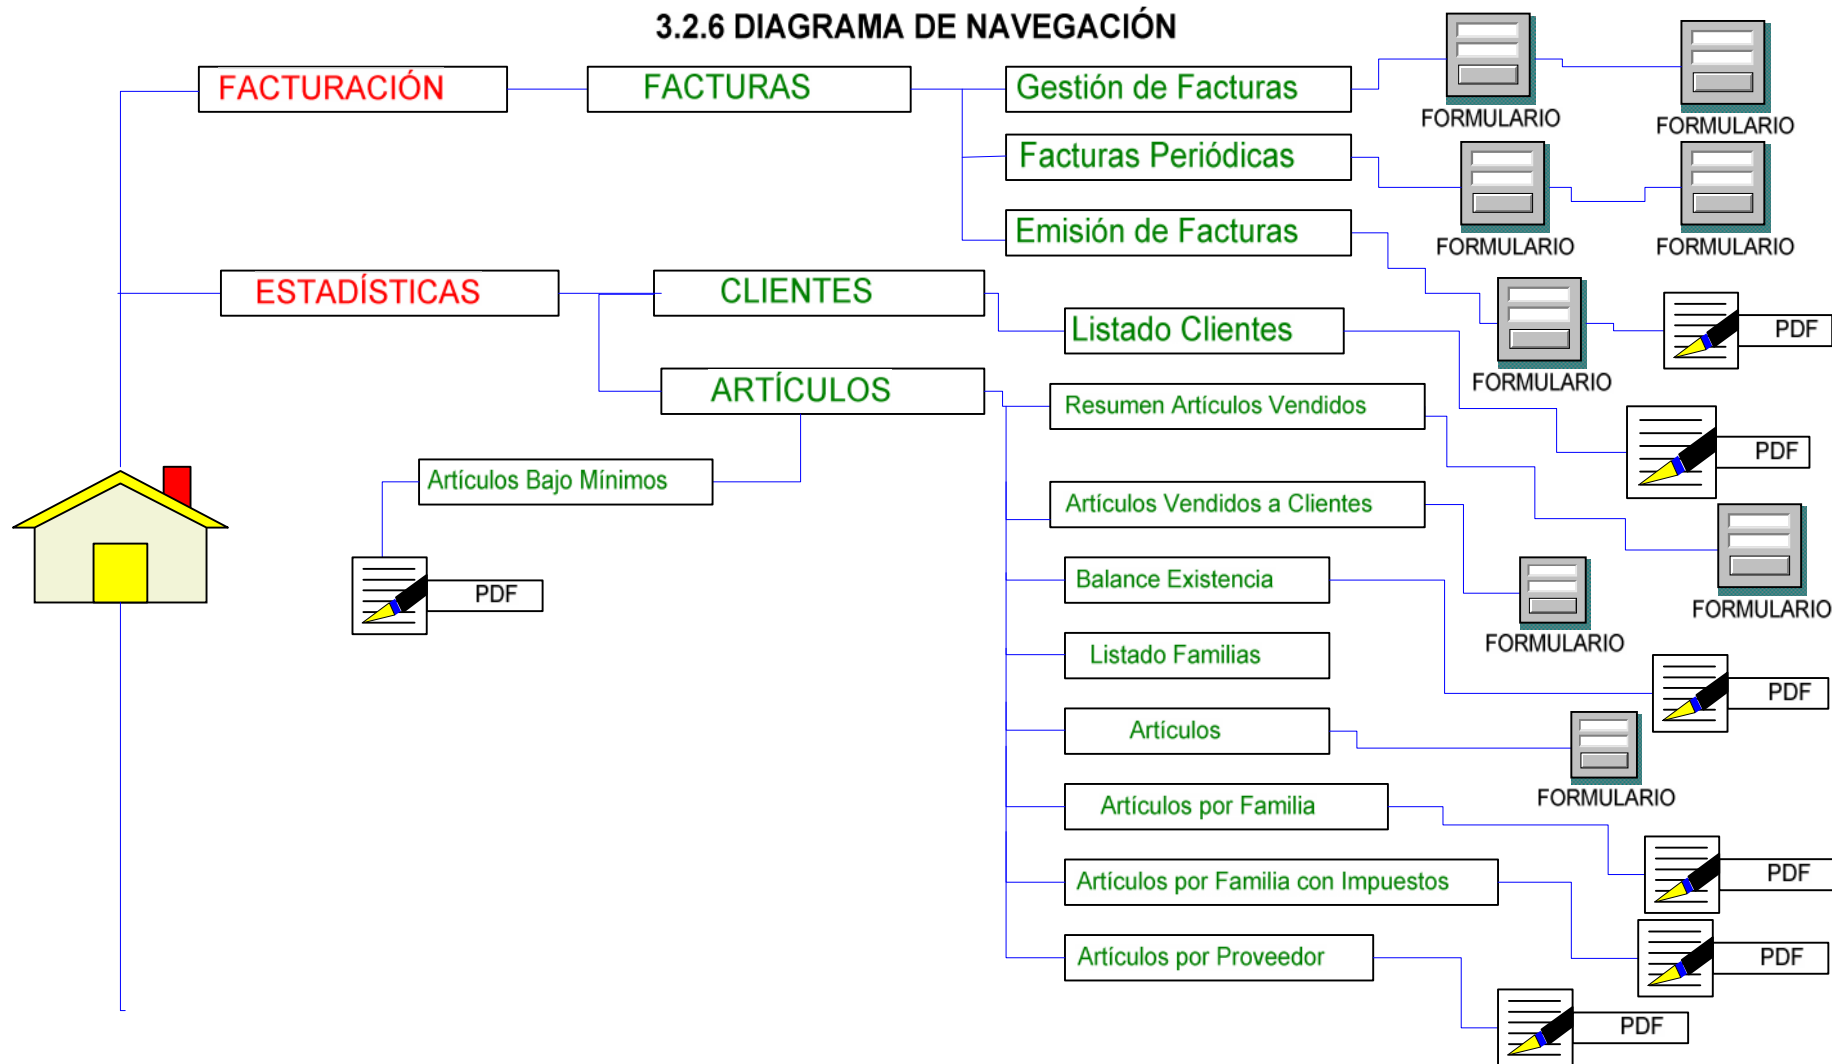 3.2.6 DIAGRAMA DE NAVEGACIÓN
FACTURACIÓN
FACTURAS
Gestión de Facturas
FORMULARIO
FORMULARIO
Facturas Periódicas
FORMULARIO
FORMULARIO
Emisión de Facturas
FORMULARIO
PDF
ESTADÍSTICAS
CLIENTES
Listado Clientes
PDF
ARTÍCULOS
Resumen Artículos Vendidos
FORMULARIO
Artículos Bajo Mínimos
PDF
Artículos Vendidos a Clientes
FORMULARIO
Balance Existencia
PDF
Listado Familias
Artículos
FORMULARIO
Artículos por Familia
PDF
Artículos por Familia con Impuestos
PDF
Artículos por Proveedor
PDF